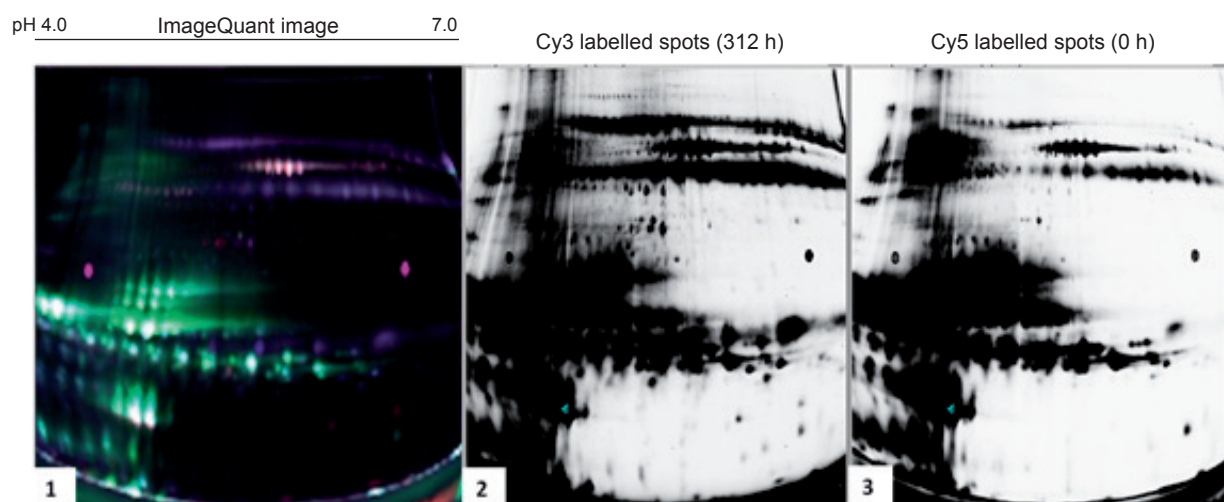 pH 4.0 ImageQuant image 7.0
Cy3 labelled spots (312 h)
Cy5 labelled spots (0 h)
1
2
3